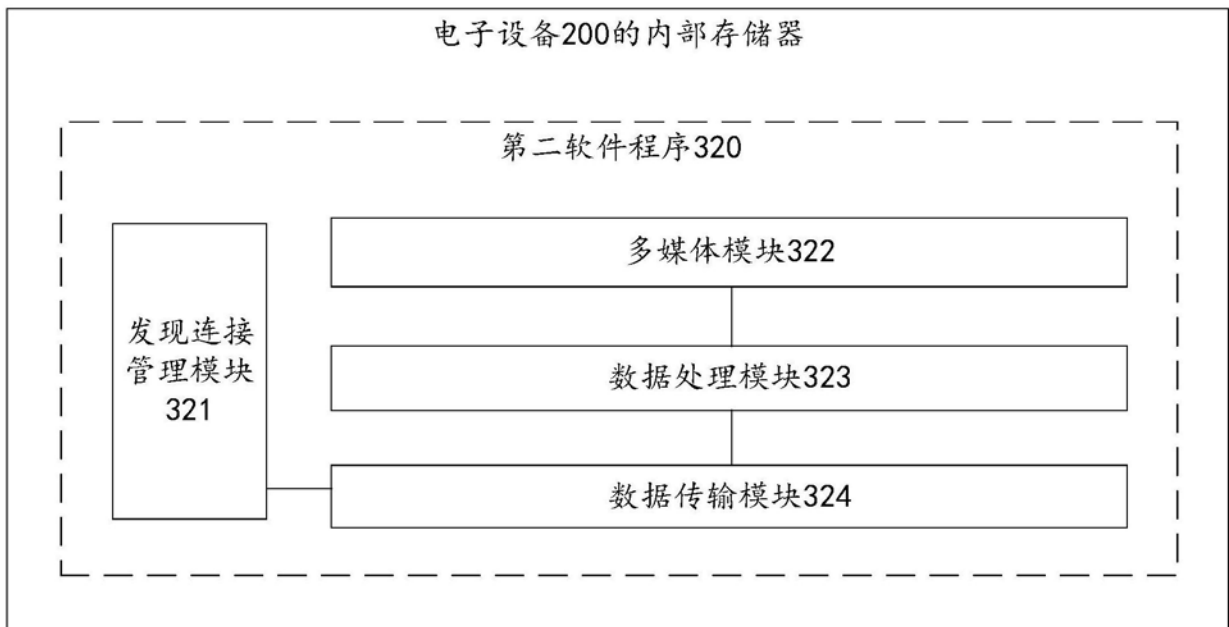 电子设备200的内部存储器
第二软件程序320
发现连接
管理模块
321
多媒体模块322
数据处理模块323
数据传输模块324